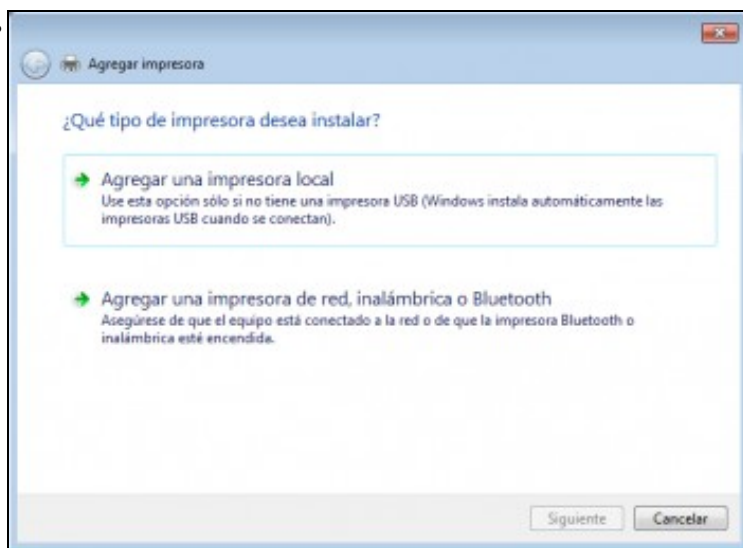 Agregar impresora
¿Qué tipo de impresora desea instalar?
Agregar una impresora local
Use esta opción sólo si no tiene una impresora USB (Windows instala automáticamente las
impresoras USB cuando se conectan).
Agregar una impresora de red, inalámbrica o Bluetooth
Asegúrese de que el equipo está conectado a la red o de que la impresora Bluetooth o
inalámbrica esté encendida.
Siguiente Cancelar